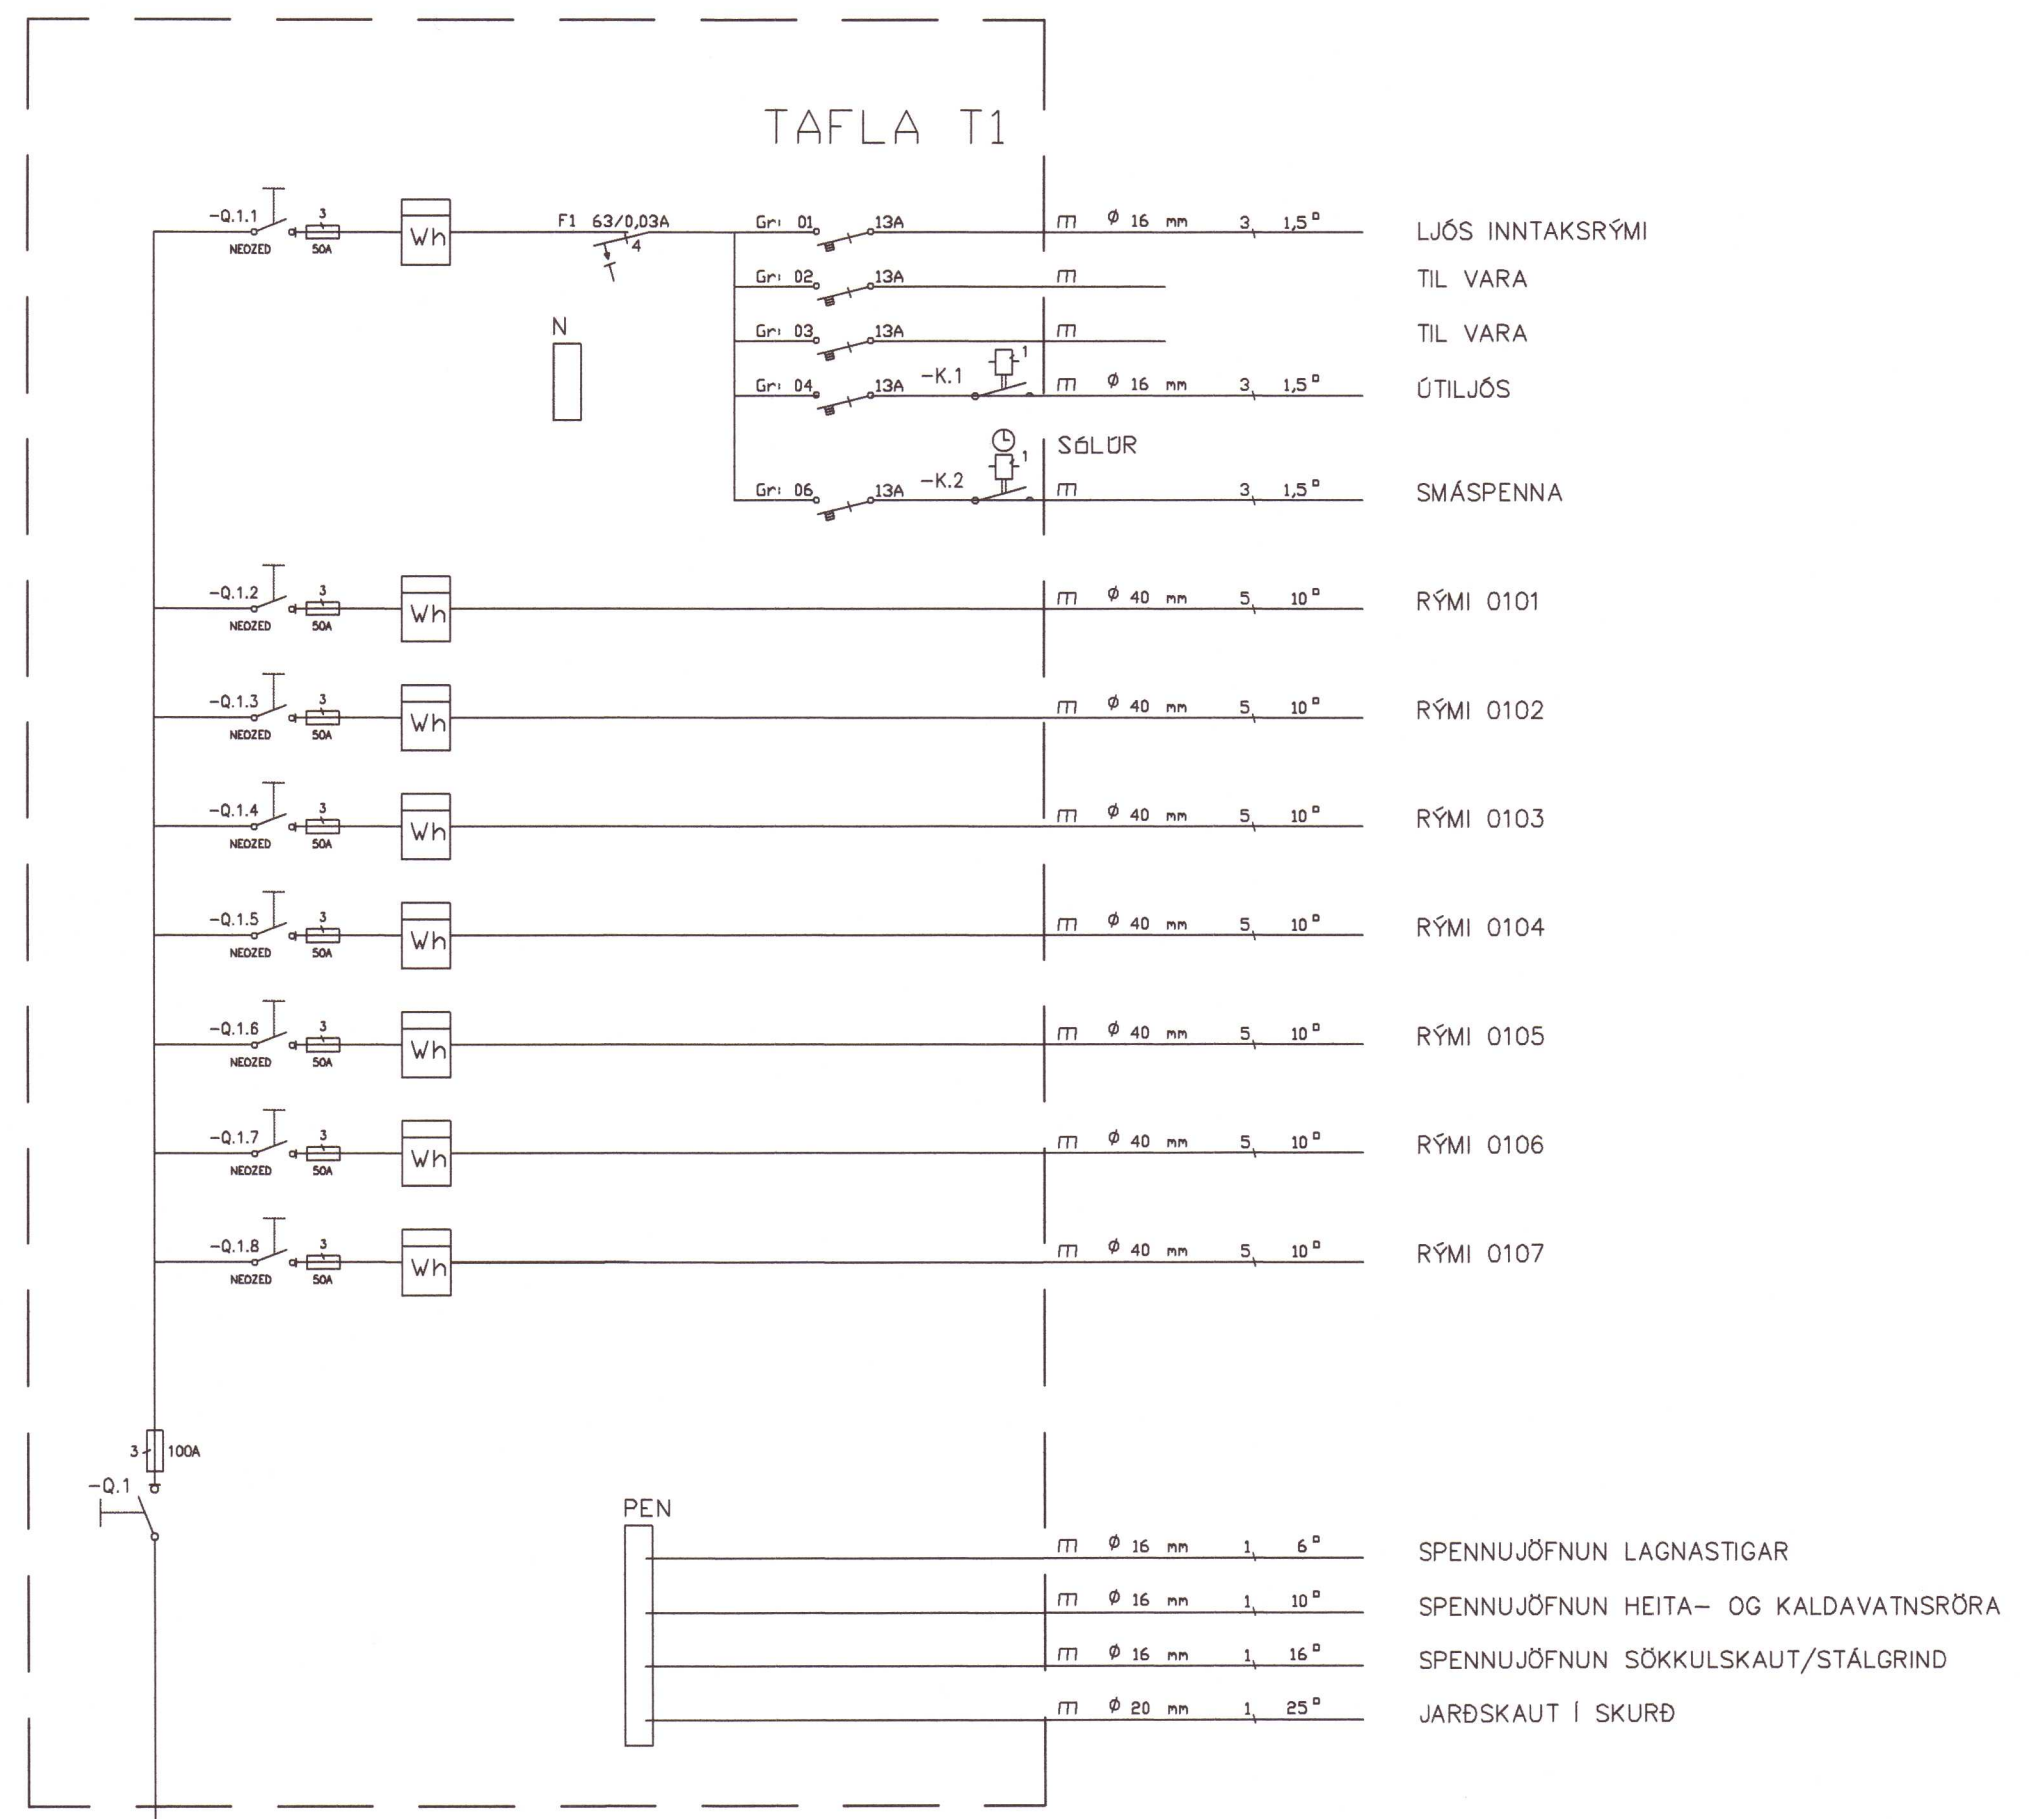 TAFLA T1
-Q.1.1 NEOZED 3 50A Wh F1 63/0,03A 4 Gr: 01 13A m Ø 16 mm 3 1,5▫ LJÓS INNTAKSRÝMI
Gr: 02 13A m TIL VARA
N
Gr: 03 13A m TIL VARA
Gr: 04 13A -K.1 1 m Ø 16 mm 3 1,5▫ ÚTILJÓS
SÓLÚR
Gr: 06 13A -K.2 1 m 3 1,5▫ SMÁSPENNA
-Q.1.2 NEOZED 3 50A Wh m Ø 40 mm 5 10▫ RÝMI 0101
-Q.1.3 NEOZED 3 50A Wh m Ø 40 mm 5 10▫ RÝMI 0102
-Q.1.4 NEOZED 3 50A Wh m Ø 40 mm 5 10▫ RÝMI 0103
-Q.1.5 NEOZED 3 50A Wh m Ø 40 mm 5 10▫ RÝMI 0104
-Q.1.6 NEOZED 3 50A Wh m Ø 40 mm 5 10▫ RÝMI 0105
-Q.1.7 NEOZED 3 50A Wh m Ø 40 mm 5 10▫ RÝMI 0106
-Q.1.8 NEOZED 3 50A Wh m Ø 40 mm 5 10▫ RÝMI 0107
3 100A
-Q.1
PEN
m Ø 16 mm 1 6▫ SPENNUJÖFNUN LAGNASTIGAR
m Ø 16 mm 1 10▫ SPENNUJÖFNUN HEITA- OG KALDAVATNSRÖRA
m Ø 16 mm 1 16▫ SPENNUJÖFNUN SÖKKULSKAUT/STÁLGRIND
m Ø 20 mm 1 25▫ JARÐSKAUT Í SKURÐ